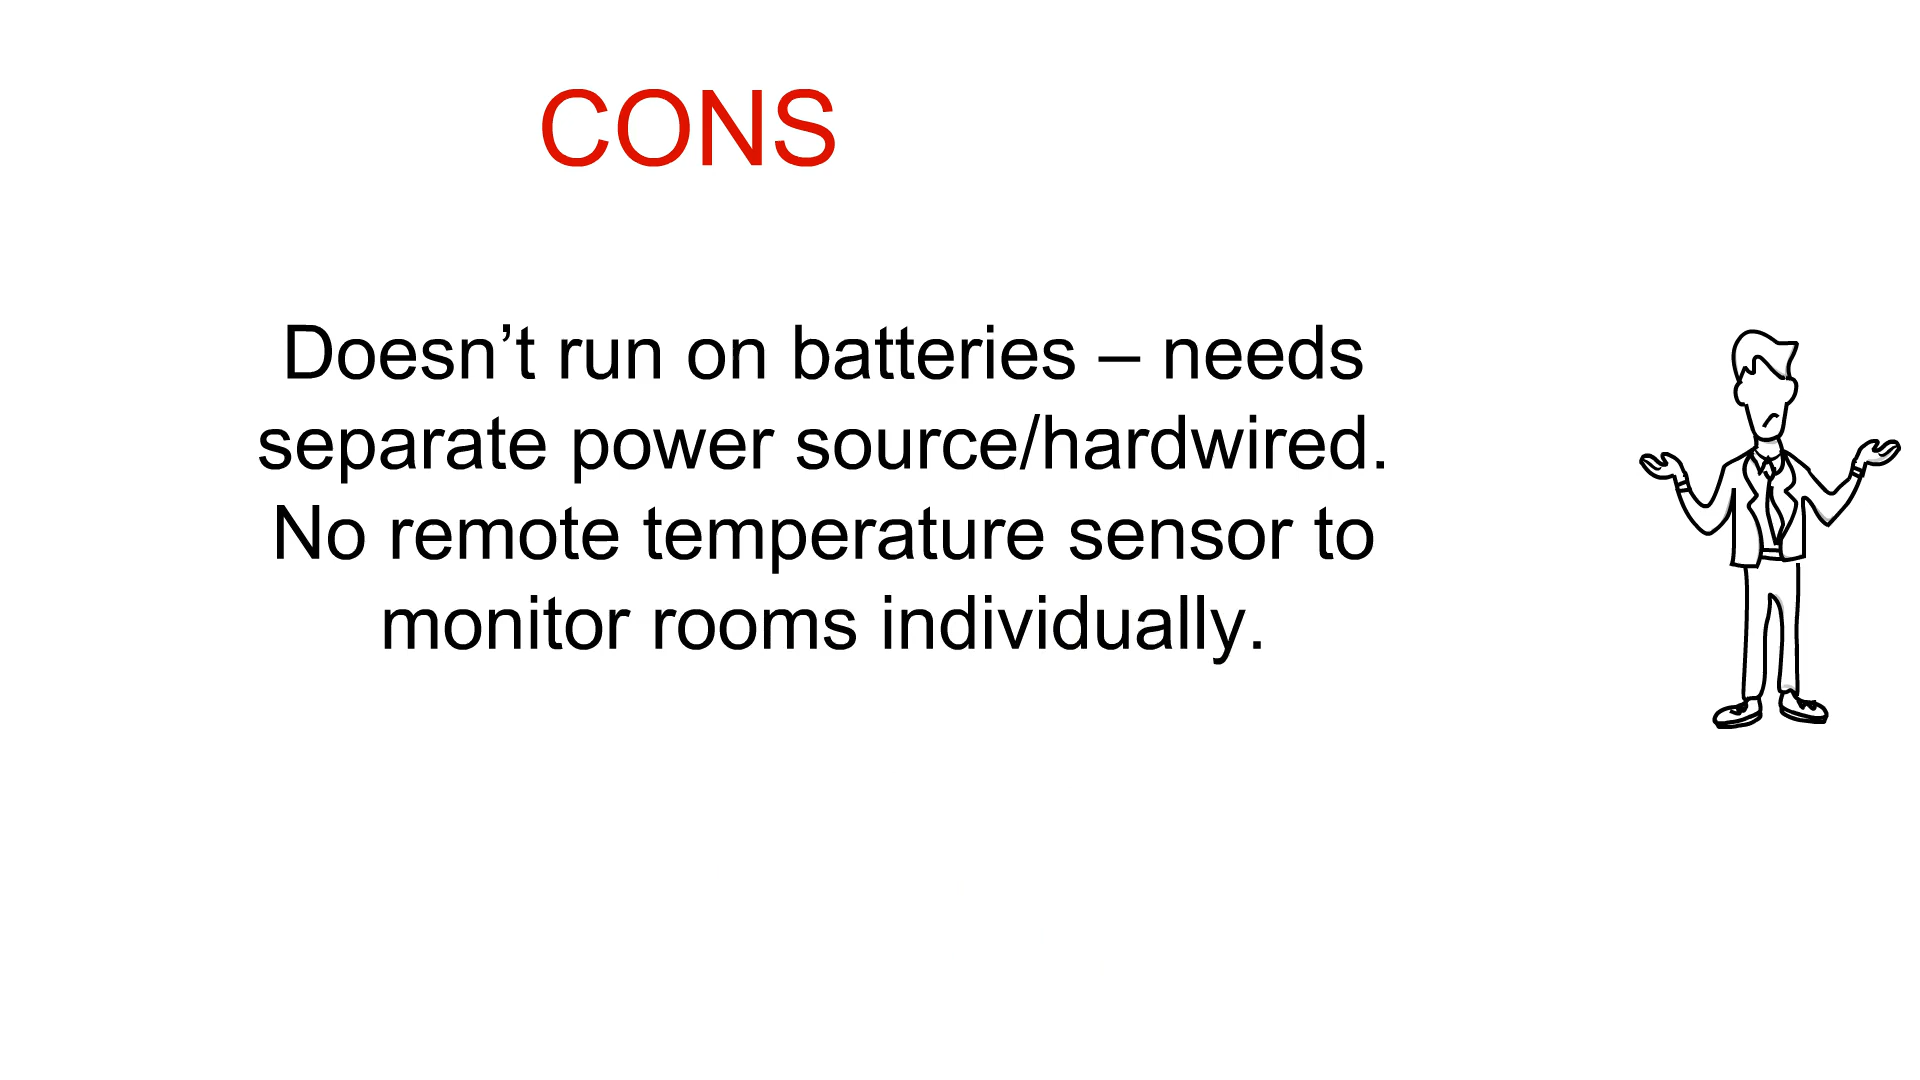 CONS
Doesn’t run on batteries – needs
separate power source/hardwired.
No remote temperature sensor to
monitor rooms individually.